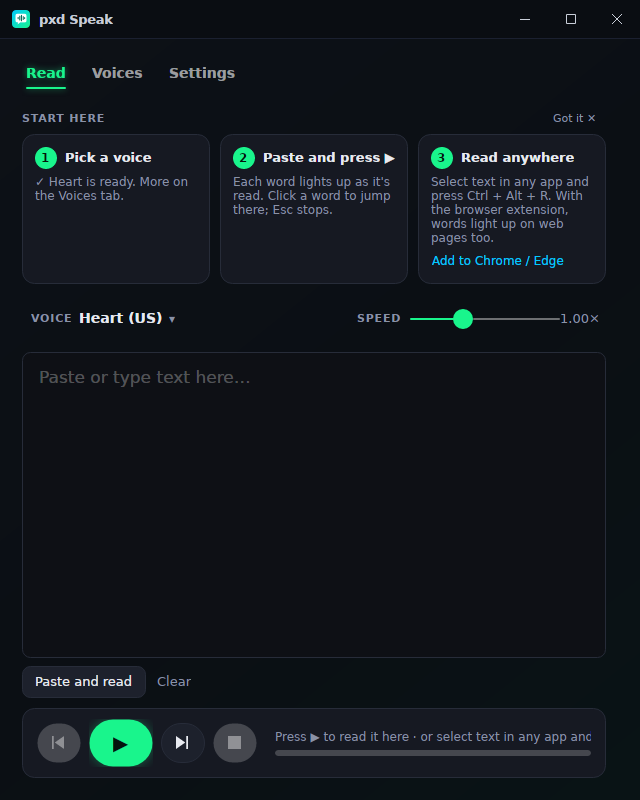 pxd Speak
Read Voices Settings
START HERE
Got it ×
1 Pick a voice
✓ Heart is ready. More on
the Voices tab.
2 Paste and press ▶
Each word lights up as it's
read. Click a word to jump
there; Esc stops.
3 Read anywhere
Select text in any app and
press Ctrl + Alt + R. With
the browser extension,
words light up on web
pages too.
Add to Chrome / Edge
VOICE Heart (US) ▾
SPEED 1.00×
Paste or type text here...
Paste and read Clear
Press ▶ to read it here · or select text in any app and